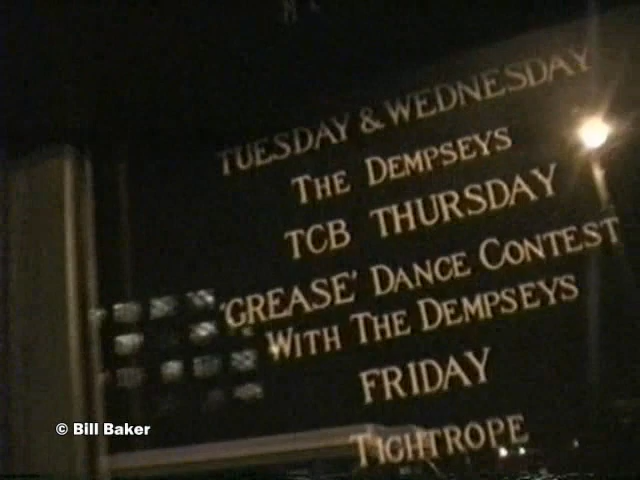 TUESDAY & WEDNESDAY
THE DEMPSEYS
TCB THURSDAY
'GREASE' DANCE CONTEST
WITH THE DEMPSEYS
FRIDAY
TIGHTROPE
© Bill Baker